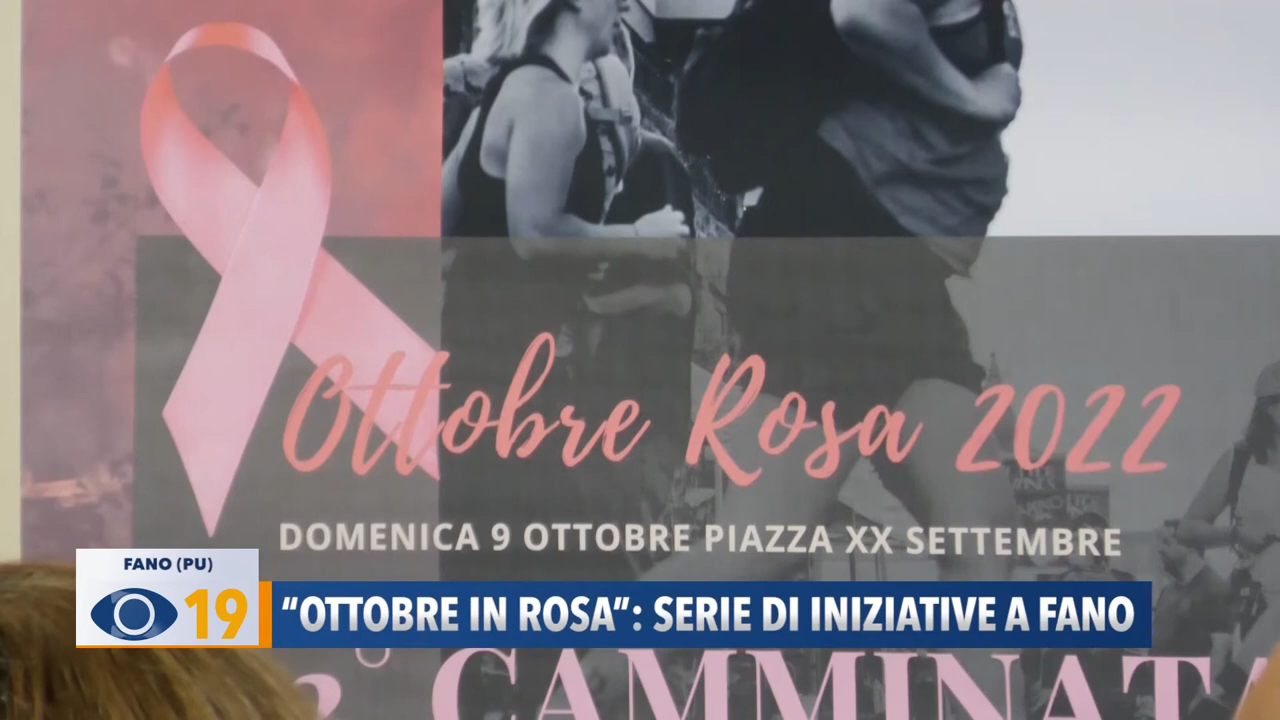 Ottobre Rosa 2022
DOMENICA 9 OTTOBRE PIAZZA XX SETTEMBRE
FANO (PU)
19
“OTTOBRE IN ROSA”: SERIE DI INIZIATIVE A FANO
CAMMINATA